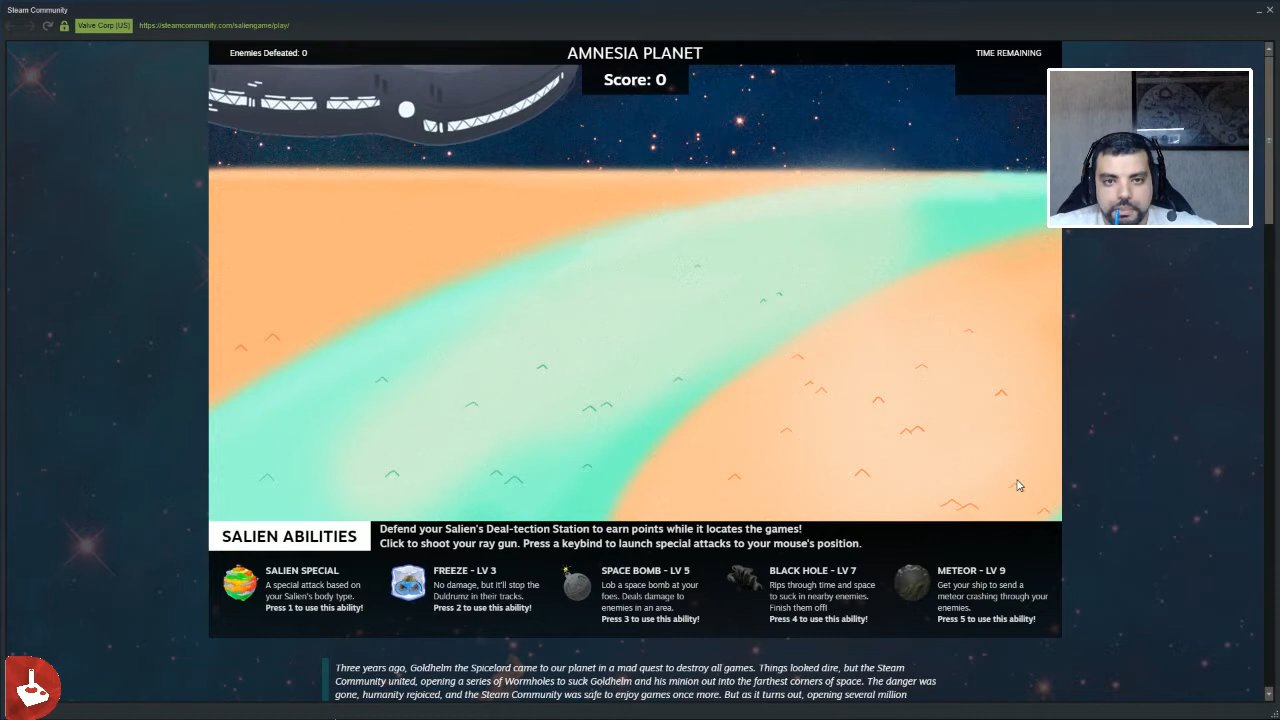 Steam Community
Valve Corp [US] https://steamcommunity.com/saliengame/play/
Enemies Defeated: 0
AMNESIA PLANET
TIME REMAINING
Score: 0
SALIEN ABILITIES
Defend your Salien's Deal-tection Station to earn points while it locates the games!
Click to shoot your ray gun. Press a keybind to launch special attacks to your mouse's position.
SALIEN SPECIAL
A special attack based on
your Salien's body type.
Press 1 to use this ability!
FREEZE - LV 3
No damage, but it'll stop the
Duldrumz in their tracks.
Press 2 to use this ability!
SPACE BOMB - LV 5
Lob a space bomb at your
foes. Deals damage to
enemies in an area.
Press 3 to use this ability!
BLACK HOLE - LV 7
Rips through time and space
to suck in nearby enemies.
Finish them off!
Press 4 to use this ability!
METEOR - LV 9
Get your ship to send a
meteor crashing through your
enemies.
Press 5 to use this ability!
Three years ago, Goldhelm the Spicelord came to our planet in a mad quest to destroy all games. Things looked dire, but the Steam
Community united, opening a series of Wormholes to suck Goldhelm and his minion out into the farthest corners of space. The danger was
gone, humanity rejoiced, and the Steam Community was safe to enjoy games once more. But as it turns out, opening several million